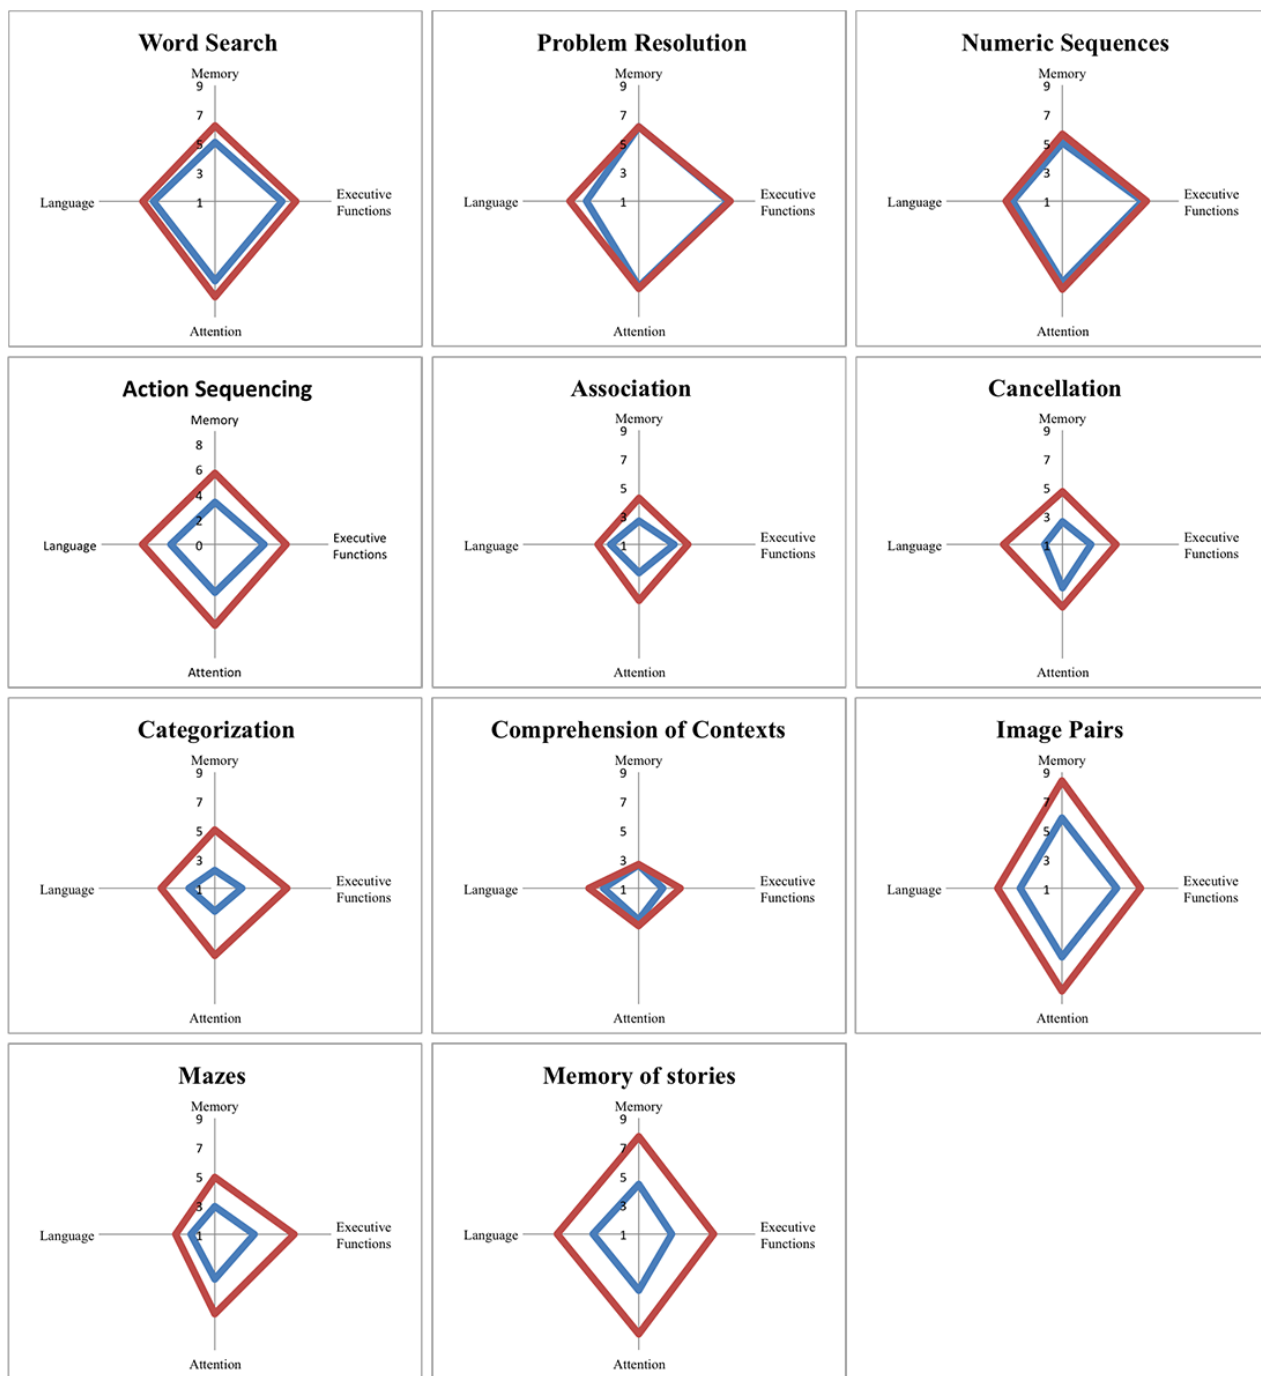 Word Search
Memory
9
7
5
3
1
Language
Executive
Functions
Attention
Problem Resolution
Memory
9
7
5
3
1
Language
Executive
Functions
Attention
Numeric Sequences
Memory
9
7
5
3
1
Language
Executive
Functions
Attention
Action Sequencing
Memory
8
6
4
2
0
Language
Executive
Functions
Attention
Association
Memory
9
7
5
3
1
Language
Executive
Functions
Attention
Cancellation
Memory
9
7
5
3
1
Language
Executive
Functions
Attention
Categorization
Memory
9
7
5
3
1
Language
Executive
Functions
Attention
Comprehension of Contexts
Memory
9
7
5
3
1
Language
Executive
Functions
Attention
Image Pairs
Memory
9
7
5
3
1
Language
Executive
Functions
Attention
Mazes
Memory
9
7
5
3
1
Language
Executive
Functions
Attention
Memory of stories
Memory
9
7
5
3
1
Language
Executive
Functions
Attention